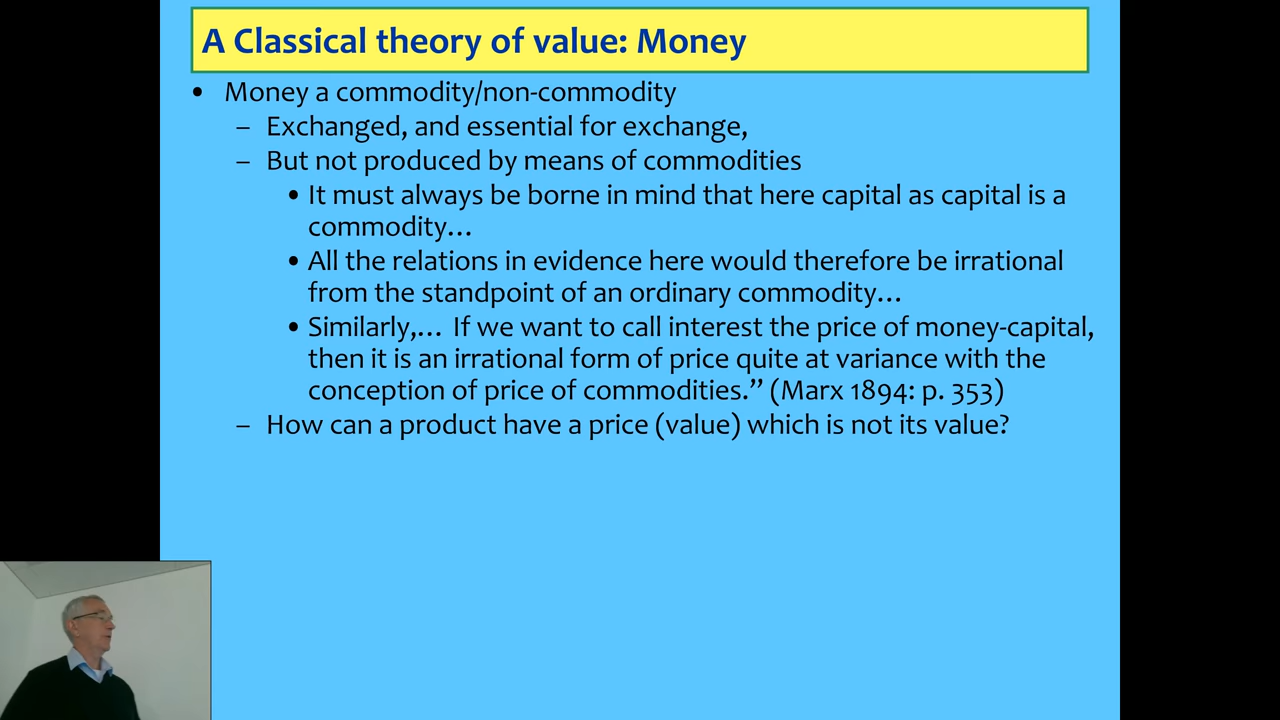 A Classical theory of value: Money
• Money a commodity/non-commodity
– Exchanged, and essential for exchange,
– But not produced by means of commodities
• It must always be borne in mind that here capital as capital is a
commodity…
• All the relations in evidence here would therefore be irrational
from the standpoint of an ordinary commodity…
• Similarly,… If we want to call interest the price of money-capital,
then it is an irrational form of price quite at variance with the
conception of price of commodities.” (Marx 1894: p. 353)
– How can a product have a price (value) which is not its value?